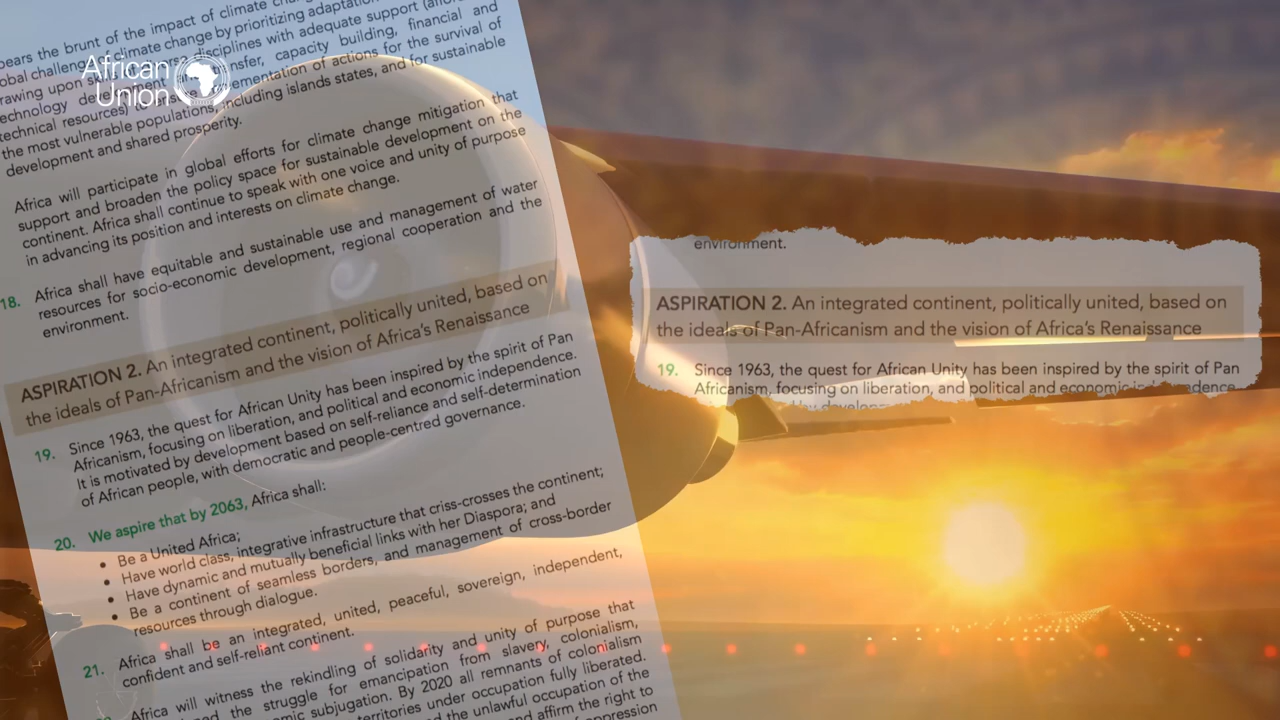 African
Union
bears the brunt of the impact of climate
global challenge climate change by prioritizing adaptation
disciplines with adequate support
capacity building, financial and
technical resources) of actions for the survival of
the most vulnerable populations, including islands states, and for sustainable
development and shared prosperity.
Africa will participate in global efforts for climate change mitigation that
support and broaden the policy space for sustainable development on the
continent. Africa shall continue to speak with one voice and unity of purpose
in advancing its position and interests on climate change.
18. Africa shall have equitable and sustainable use and management of water
resources for socio-economic development, regional cooperation and the
environment.
ASPIRATION 2. An integrated continent, politically united, based on
the ideals of Pan-Africanism and the vision of Africa's Renaissance
19. Since 1963, the quest for African Unity has been inspired by the spirit of Pan
Africanism, focusing on liberation, and political and economic independence.
It is motivated by development based on self-reliance and self-determination
of African people, with democratic and people-centred governance.
20. We aspire that by 2063, Africa shall:
• Be a United Africa;
• Have world class, integrative infrastructure that criss-crosses the continent;
• Have dynamic and mutually beneficial links with her Diaspora; and
• Be a continent of seamless borders, and management of cross-border
resources through dialogue.
21. Africa shall be an integrated, united, peaceful, sovereign, independent,
confident and self-reliant continent.
Africa will witness the rekindling of solidarity and unity of purpose that
the struggle for emancipation from slavery, colonialism,
subjugation. By 2020 all remnants of colonialism
territories under occupation fully liberated.
the unlawful occupation of the
and affirm the right to
environment.
ASPIRATION 2. An integrated continent, politically united, based on
the ideals of Pan-Africanism and the vision of Africa's Renaissance
19. Since 1963, the quest for African Unity has been inspired by the spirit of Pan
Africanism, focusing on liberation, and political and economic independence